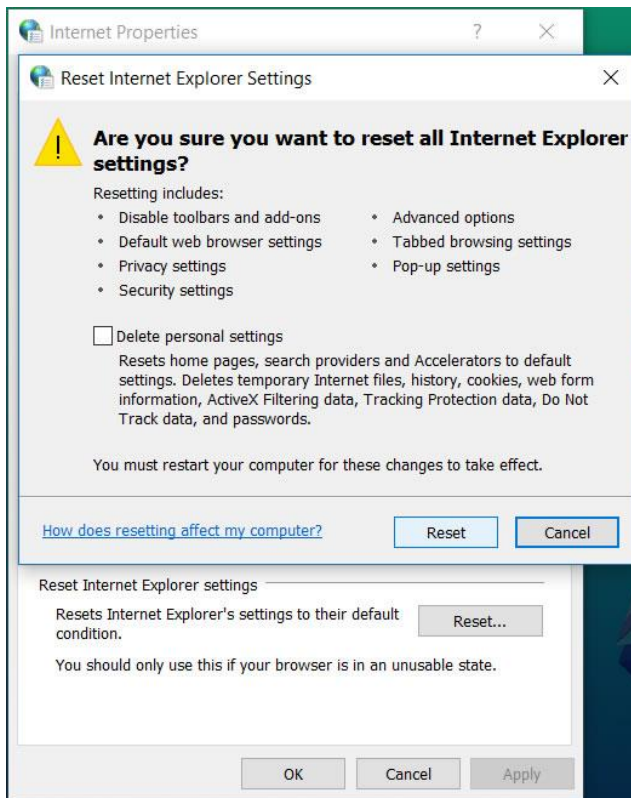 Internet Properties
?
Reset Internet Explorer Settings
Are you sure you want to reset all Internet Explorer
settings?
Resetting includes:
• Disable toolbars and add-ons
• Default web browser settings
• Privacy settings
• Security settings
• Advanced options
• Tabbed browsing settings
• Pop-up settings
Delete personal settings
Resets home pages, search providers and Accelerators to default
settings. Deletes temporary Internet files, history, cookies, web form
information, ActiveX Filtering data, Tracking Protection data, Do Not
Track data, and passwords.
You must restart your computer for these changes to take effect.
How does resetting affect my computer?
Reset
Cancel
Reset Internet Explorer settings
Resets Internet Explorer's settings to their default
condition.
Reset...
You should only use this if your browser is in an unusable state.
OK
Cancel
Apply